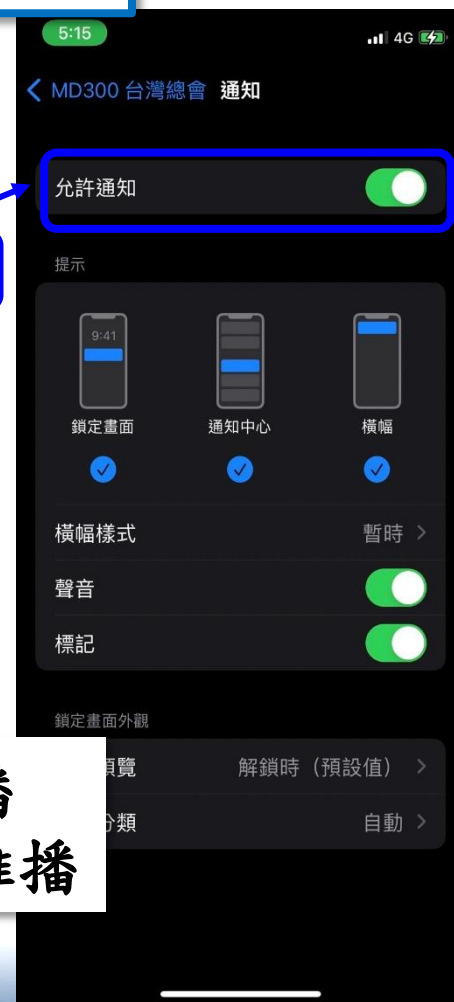 5:15
4G
MD300 台灣總會 通知
允許通知
提示
9:41
鎖定畫面 通知中心 橫幅
橫幅樣式 暫時
聲音
標記
鎖定畫面外觀
預覽 解鎖時（預設值）
分類 自動
播
推播